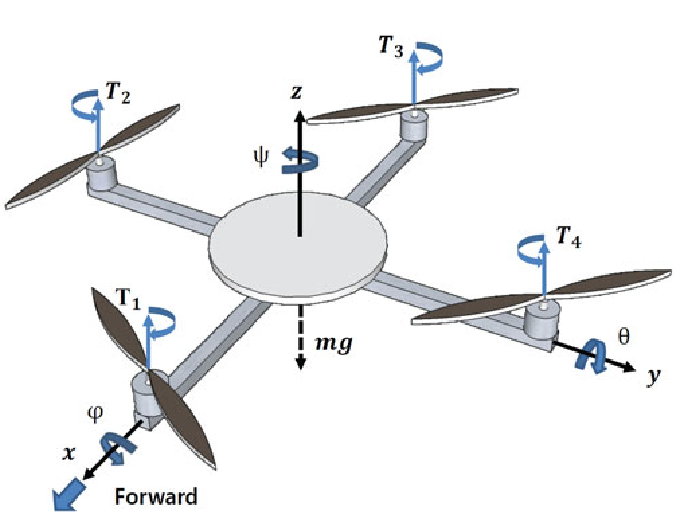 T3
T2
z
ψ
T4
T1
mg
θ
y
φ
x
Forward